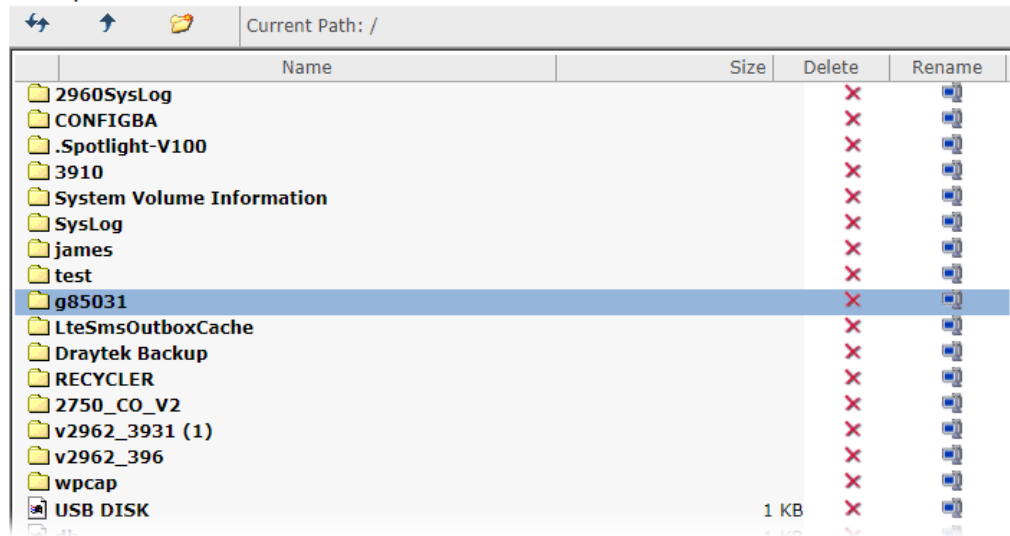 Current Path: /
Name Size Delete Rename
2960SysLog
CONFIGBA
.Spotlight-V100
3910
System Volume Information
SysLog
james
test
g85031
LteSmsOutboxCache
Draytek Backup
RECYCLER
2750_CO_V2
v2962_3931 (1)
v2962_396
wpcap
USB DISK 1 KB